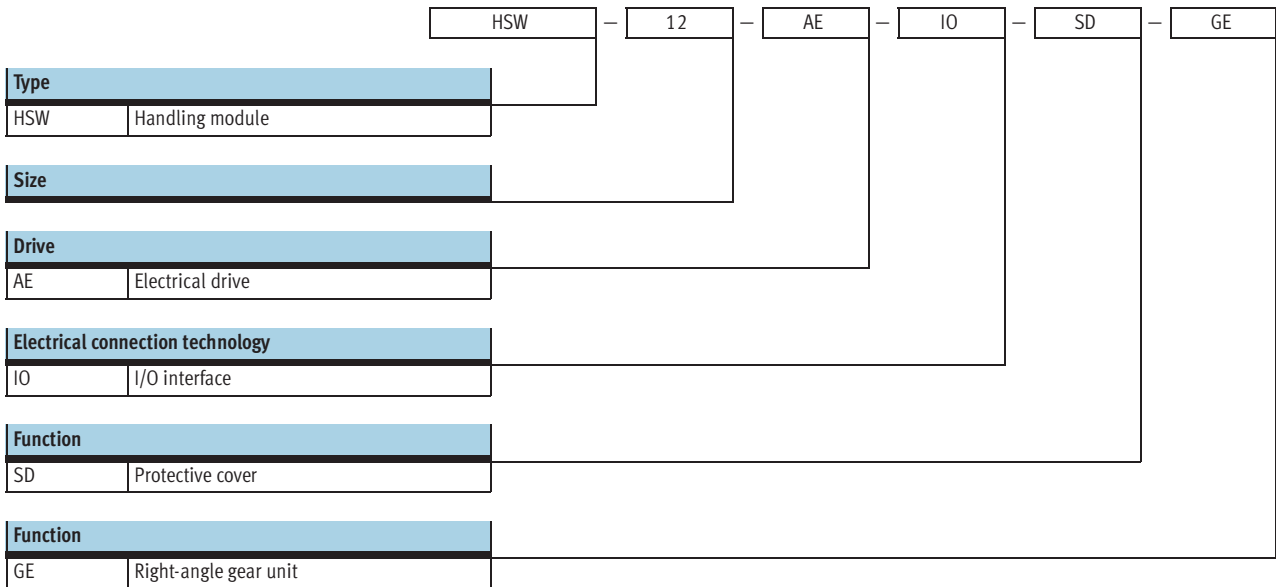 HSW – 12 – AE – IO – SD – GE
Type
HSW Handling module
Size
Drive
AE Electrical drive
Electrical connection technology
IO I/O interface
Function
SD Protective cover
Function
GE Right-angle gear unit